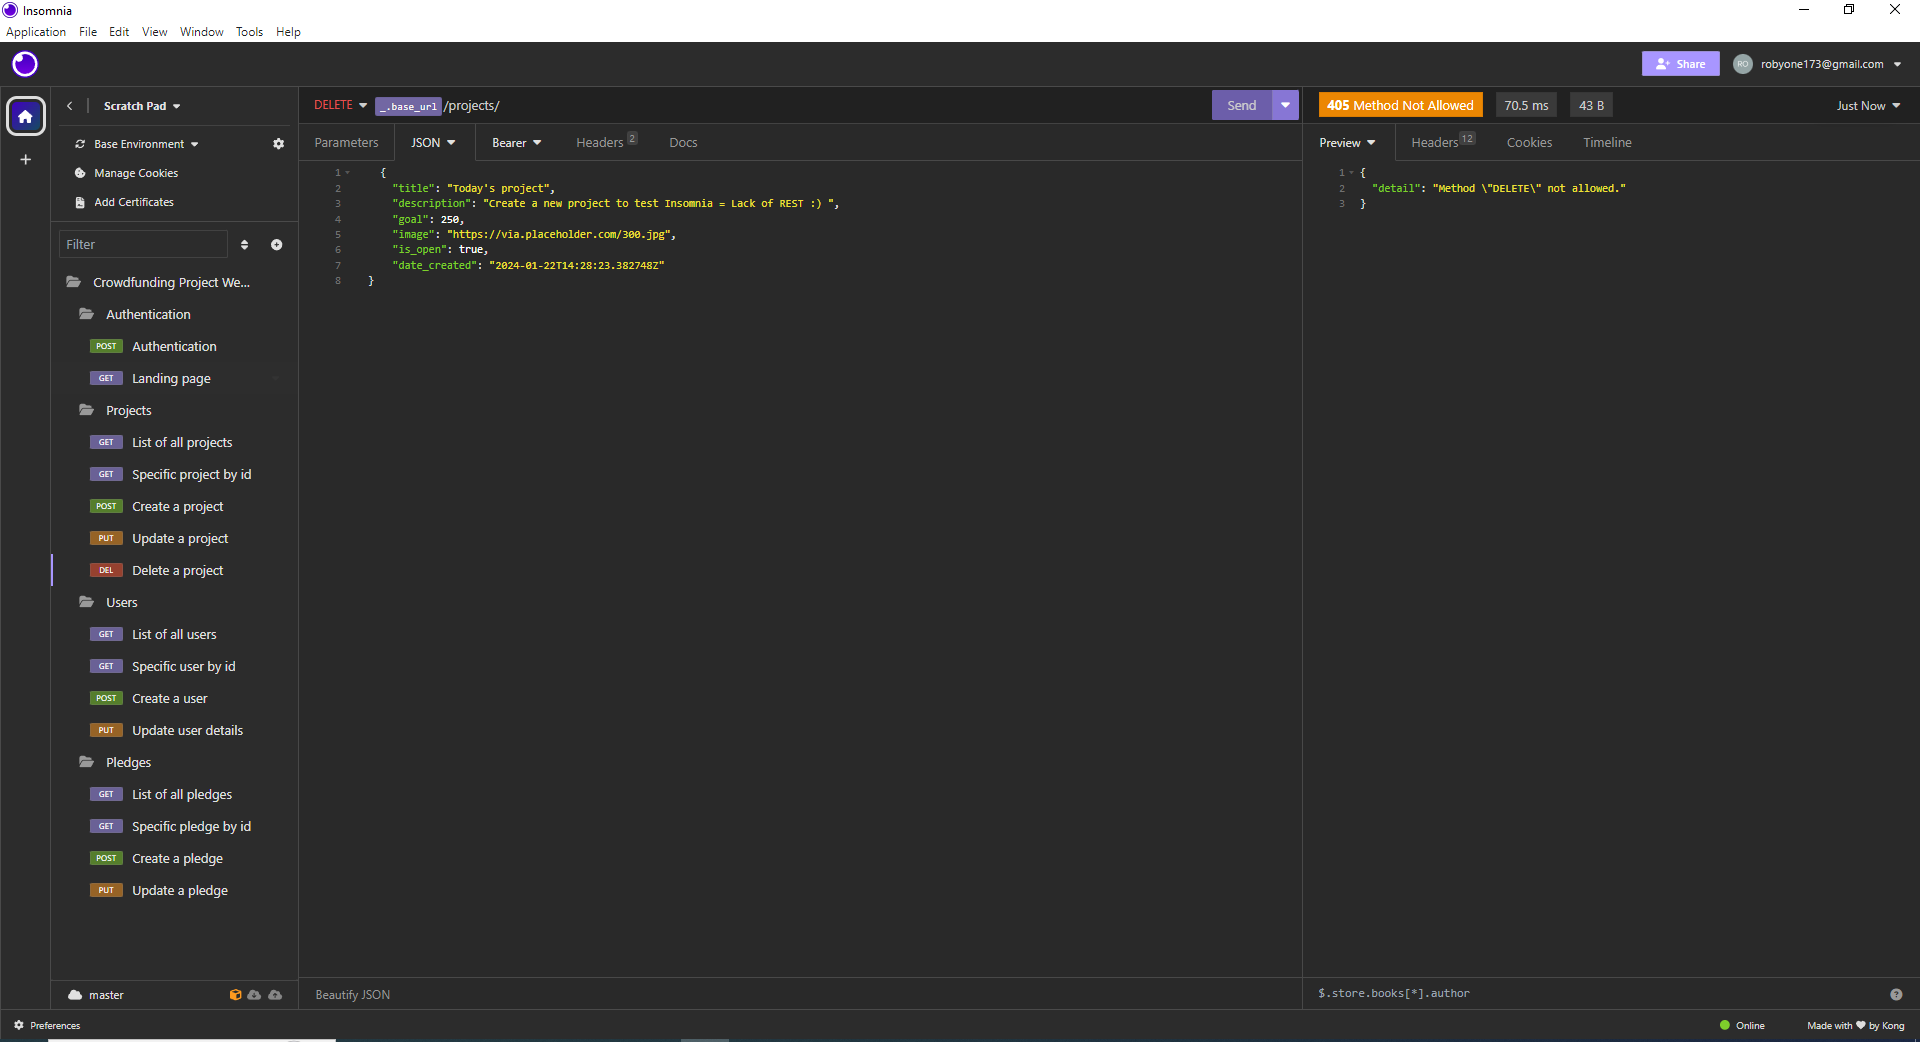 Insomnia
Application File Edit View Window Tools Help
Share RO robyone173@gmail.com
Scratch Pad
Base Environment
Manage Cookies
Add Certificates
Filter
Crowdfunding Project We...
Authentication
POST Authentication
GET Landing page
Projects
GET List of all projects
GET Specific project by id
POST Create a project
PUT Update a project
DEL Delete a project
Users
GET List of all users
GET Specific user by id
POST Create a user
PUT Update user details
Pledges
GET List of all pledges
GET Specific pledge by id
POST Create a pledge
PUT Update a pledge
master
DELETE _.base_url /projects/ Send
Parameters JSON Bearer Headers 2 Docs
1 {
2 "title": "Today's project",
3 "description": "Create a new project to test Insomnia = Lack of REST :) ",
4 "goal": 250,
5 "image": "https://via.placeholder.com/300.jpg",
6 "is_open": true,
7 "date_created": "2024-01-22T14:28:23.382748Z"
8 }
Beautify JSON
405 Method Not Allowed 70.5 ms 43 B Just Now
Preview Headers 12 Cookies Timeline
1 {
2 "detail": "Method \"DELETE\" not allowed."
3 }
$.store.books[*].author
Preferences Online Made with ❤ by Kong